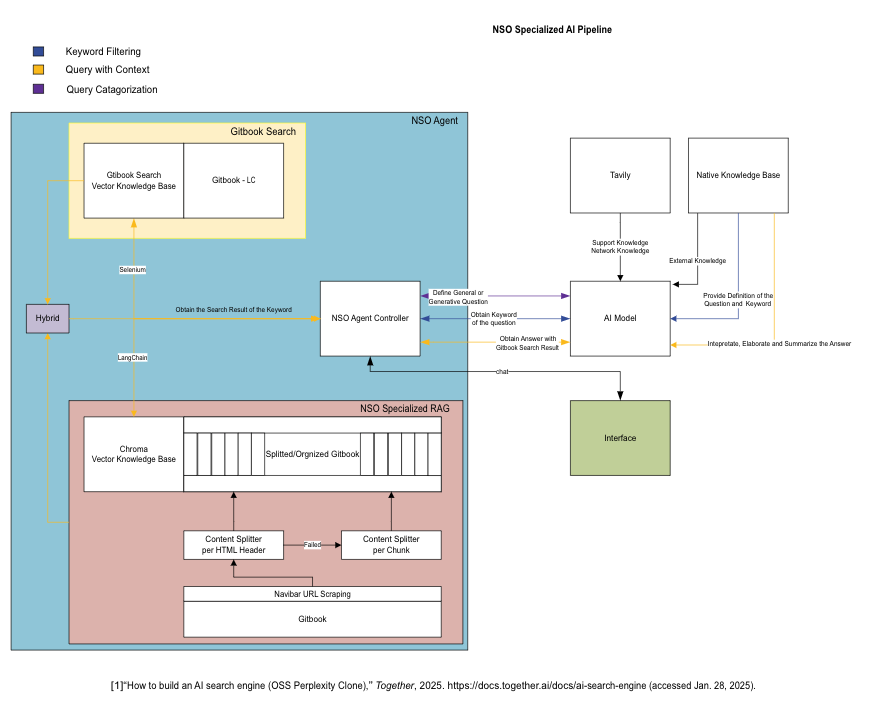 NSO Specialized AI Pipeline
Keyword Filtering
Query with Context
Query Catagorization
NSO Agent
Gitbook Search
Gtibook Search
Vector Knowledge Base
Gitbook - LC
Tavily
Native Knowledge Base
Support Knowledge
Network Knowledge
External Knowledge
Selenium
Hybrid
Obtain the Search Result of the Keyword
NSO Agent Controller
Define General or
Generative Question
Obtain Keyword
of the question
Obtain Answer with
Gitbook Search Result
AI Model
Provide Definition of the
Question and Keyword
Intepretate, Elaborate and Summarize the Answer
LangChain
chat
NSO Specialized RAG
Interface
Chroma
Vector Knowledge Base
Splitted/Orgnized Gitbook
Content Splitter
per HTML Header
Failed
Content Splitter
per Chunk
Navibar URL Scraping
Gitbook
[1]“How to build an AI search engine (OSS Perplexity Clone),” Together, 2025. https://docs.together.ai/docs/ai-search-engine (accessed Jan. 28, 2025).